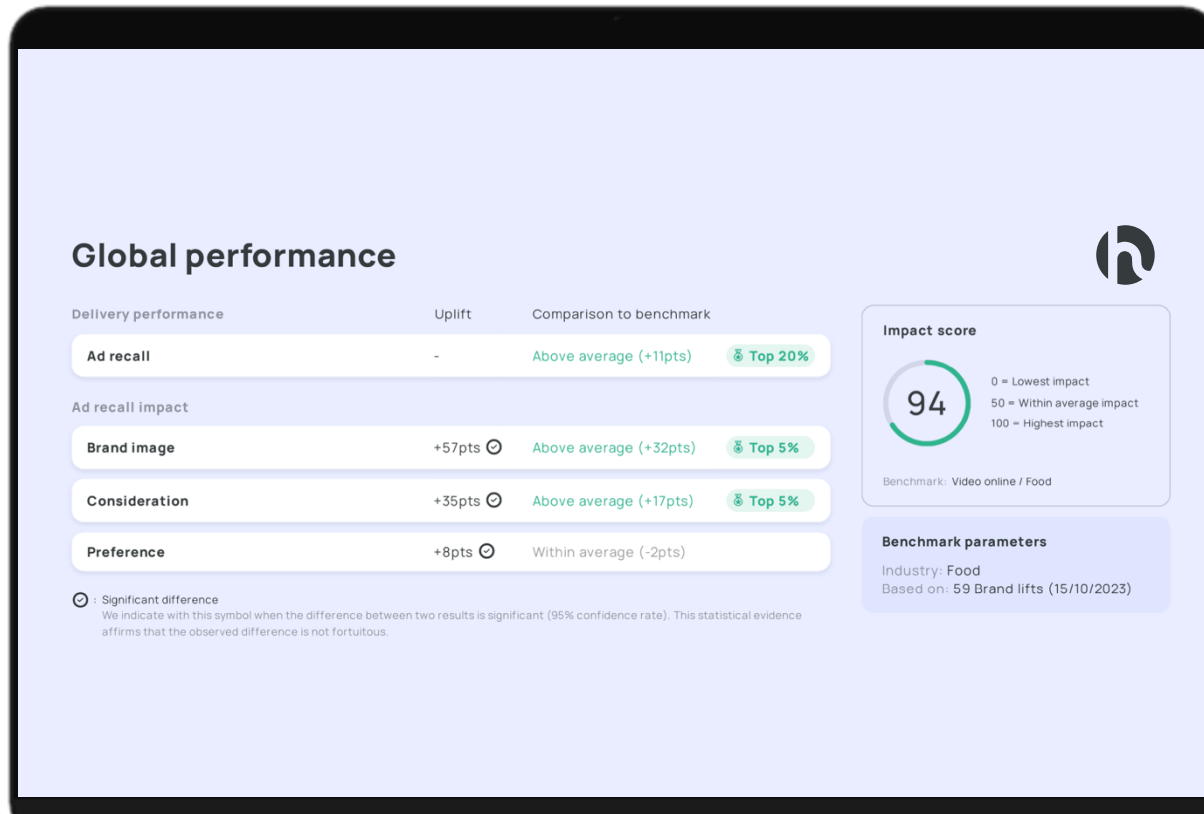 Global performance
Delivery performance Uplift Comparison to benchmark
Ad recall - Above average (+11pts) Top 20%
Ad recall impact
Brand image +57pts Above average (+32pts) Top 5%
Consideration +35pts Above average (+17pts) Top 5%
Preference +8pts Within average (-2pts)
: Significant difference
We indicate with this symbol when the difference between two results is significant (95% confidence rate). This statistical evidence
affirms that the observed difference is not fortuitous.
Impact score
94
0 = Lowest impact
50 = Within average impact
100 = Highest impact
Benchmark: Video online / Food
Benchmark parameters
Industry: Food
Based on: 59 Brand lifts (15/10/2023)